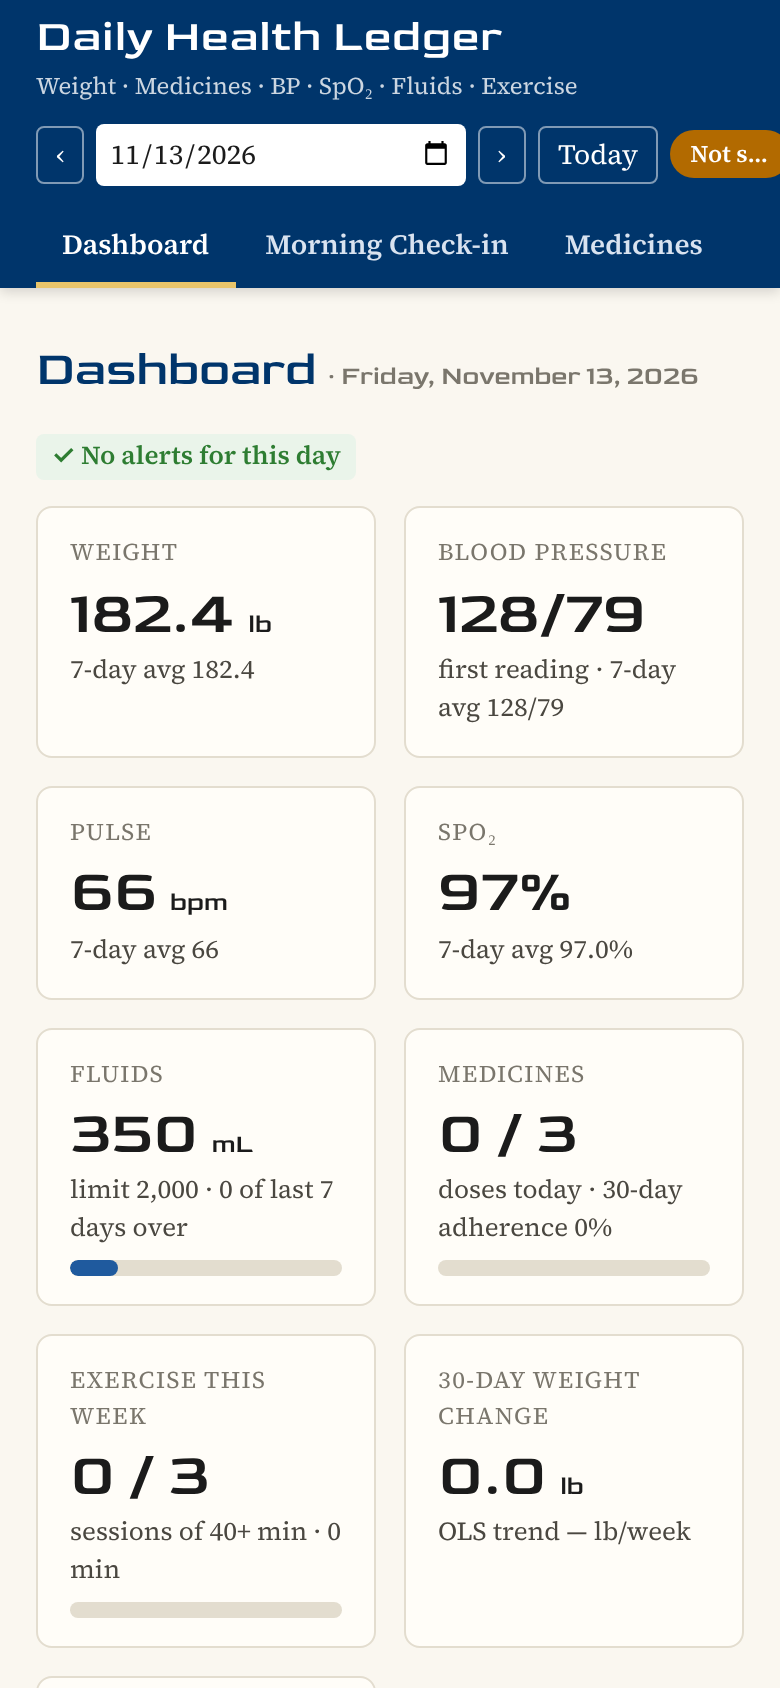 Daily Health Ledger
Weight · Medicines · BP · SpO₂ · Fluids · Exercise
‹ 11/13/2026 › Today Not s...
Dashboard Morning Check-in Medicines
Dashboard · Friday, November 13, 2026
✓ No alerts for this day
WEIGHT
182.4 lb
7-day avg 182.4
BLOOD PRESSURE
128/79
first reading · 7-day
avg 128/79
PULSE
66 bpm
7-day avg 66
SPO₂
97%
7-day avg 97.0%
FLUIDS
350 mL
limit 2,000 · 0 of last 7
days over
MEDICINES
0 / 3
doses today · 30-day
adherence 0%
EXERCISE THIS
WEEK
0 / 3
sessions of 40+ min · 0
min
30-DAY WEIGHT
CHANGE
0.0 lb
OLS trend — lb/week